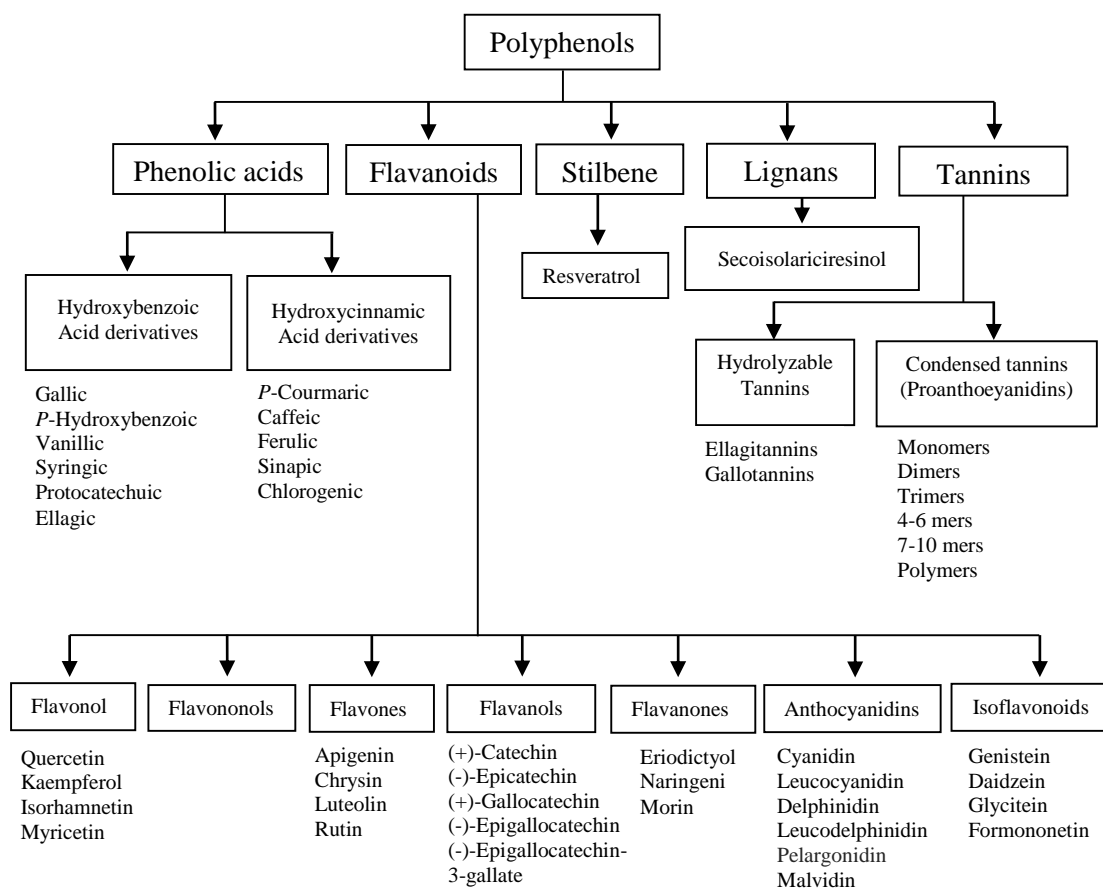 Polyphenols
Phenolic acids
Flavanoids
Stilbene
Lignans
Tannins
Hydroxybenzoic
Acid derivatives
Hydroxycinnamic
Acid derivatives
Resveratrol
Secoisolariciresinol
Hydrolyzable
Tannins
Condensed tannins
(Proanthoeyanidins)
Gallic
P-Hydroxybenzoic
Vanillic
Syringic
Protocatechuic
Ellagic
P-Courmaric
Caffeic
Ferulic
Sinapic
Chlorogenic
Ellagitannins
Gallotannins
Monomers
Dimers
Trimers
4-6 mers
7-10 mers
Polymers
Flavonol
Flavononols
Flavones
Flavanols
Flavanones
Anthocyanidins
Isoflavonoids
Quercetin
Kaempferol
Isorhamnetin
Myricetin
Apigenin
Chrysin
Luteolin
Rutin
(+)-Catechin
(-)-Epicatechin
(+)-Gallocatechin
(-)-Epigallocatechin
(-)-Epigallocatechin-
3-gallate
Eriodictyol
Naringeni
Morin
Cyanidin
Leucocyanidin
Delphinidin
Leucodelphinidin
Pelargonidin
Malvidin
Genistein
Daidzein
Glycitein
Formononetin